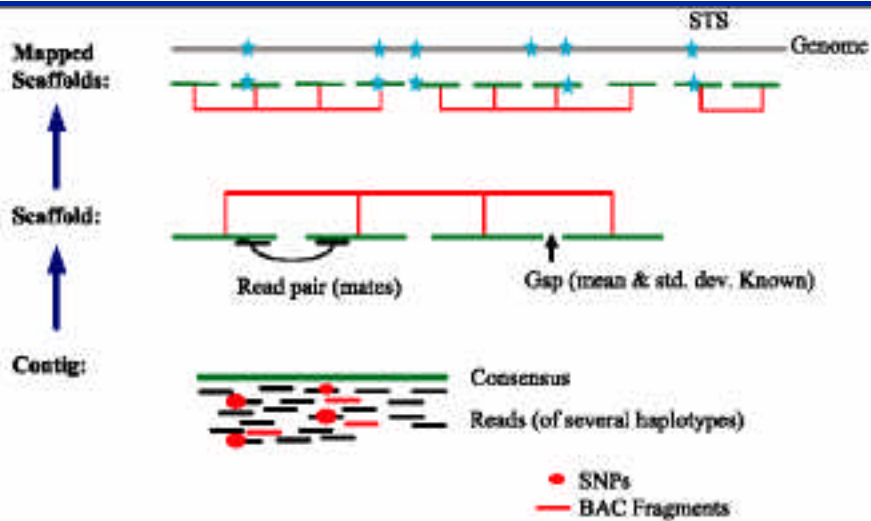 STS
Genome
Mapped
Scaffolds:
Scaffold:
Read pair (mates)
Gap (mean & std. dev. Known)
Contig:
Consensus
Reads (of several haplotypes)
SNPs
BAC Fragments